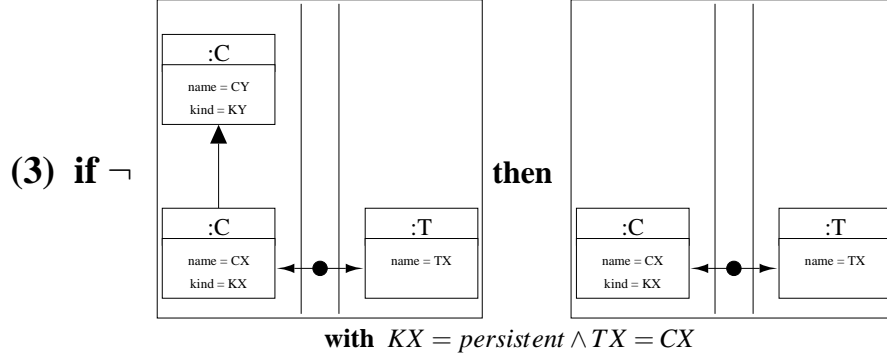 :C
name = CY
kind = KY
(3) if ¬
then
:C
name = CX
kind = KX
:T
name = TX
:C
name = CX
kind = KX
:T
name = TX
with KX = persistent ∧ TX = CX